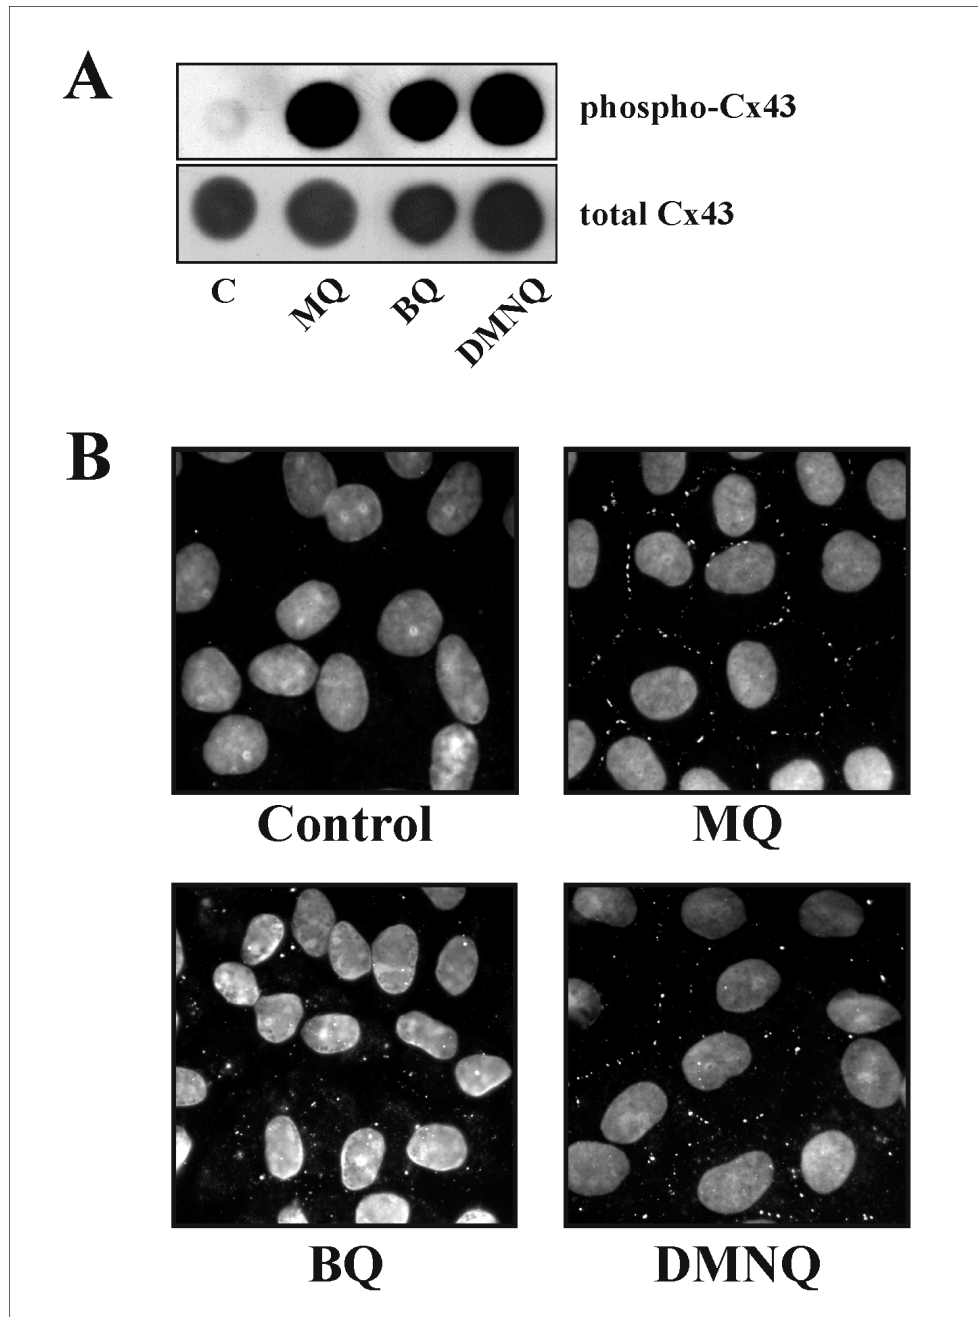 A
phospho-Cx43
total Cx43
C
MQ
BQ
DMNQ
B
Control
MQ
BQ
DMNQ